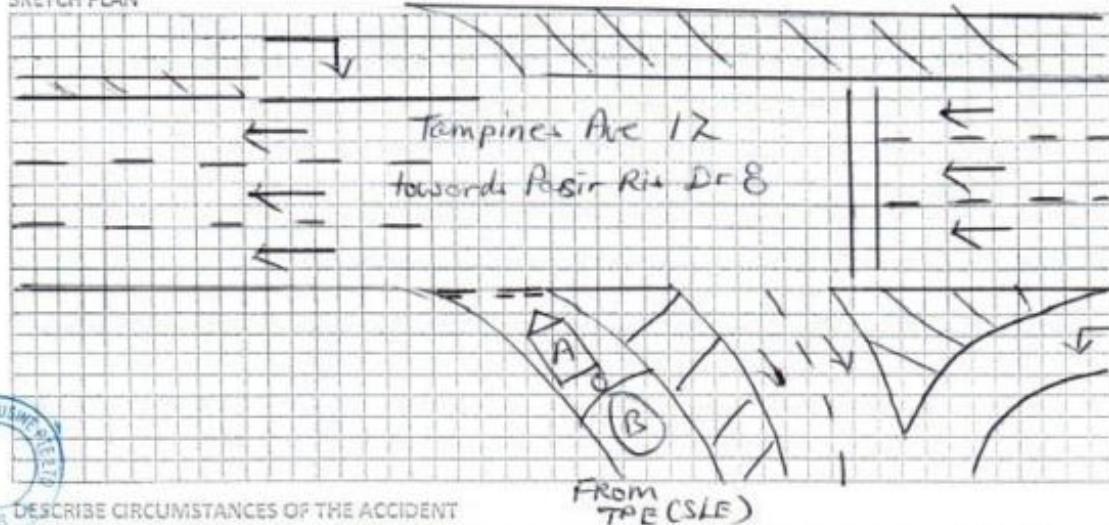 SKETCH PLAN
Tampines Ave 12
towards Pasir Ris Dr 8
A
B
DESCRIBE CIRCUMSTANCES OF THE ACCIDENT
FROM
TPE (SLE)